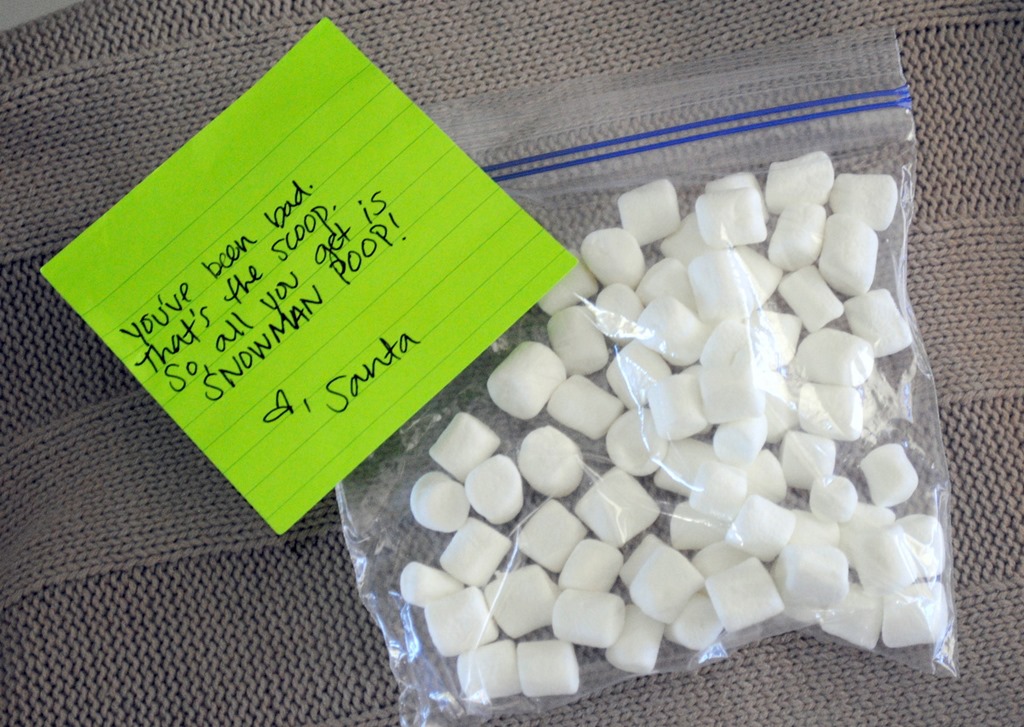 You've been bad.
That's the scoop.
So, all you get is
SNOWMAN POOP!
♡, Santa